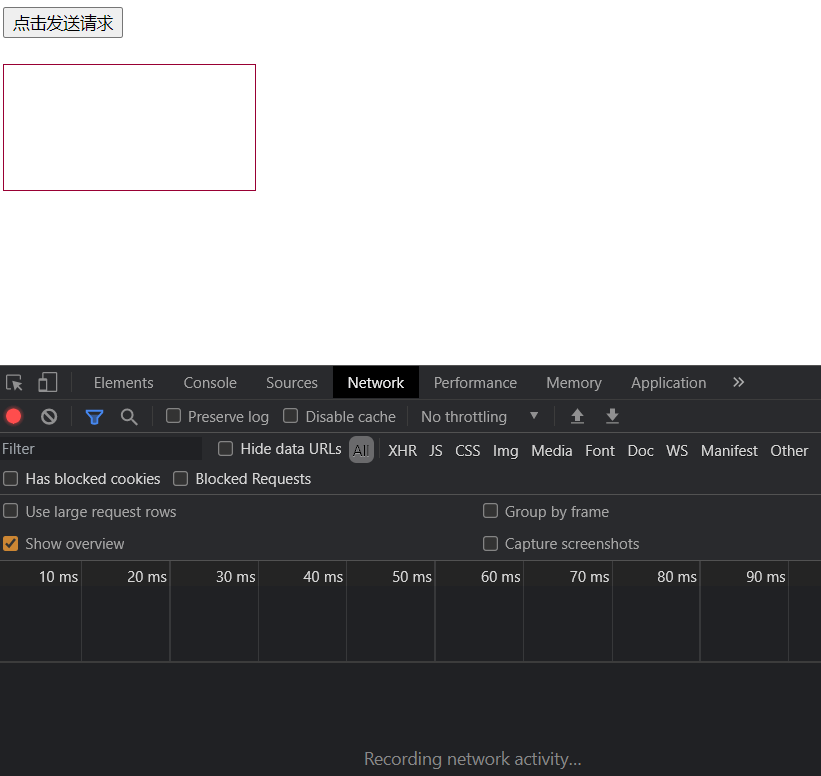 点击发送请求
Elements Console Sources Network Performance Memory Application »
Preserve log Disable cache No throttling
Filter Hide data URLs All XHR JS CSS Img Media Font Doc WS Manifest Other
Has blocked cookies Blocked Requests
Use large request rows Group by frame
Show overview Capture screenshots
10 ms 20 ms 30 ms 40 ms 50 ms 60 ms 70 ms 80 ms 90 ms
Recording network activity…